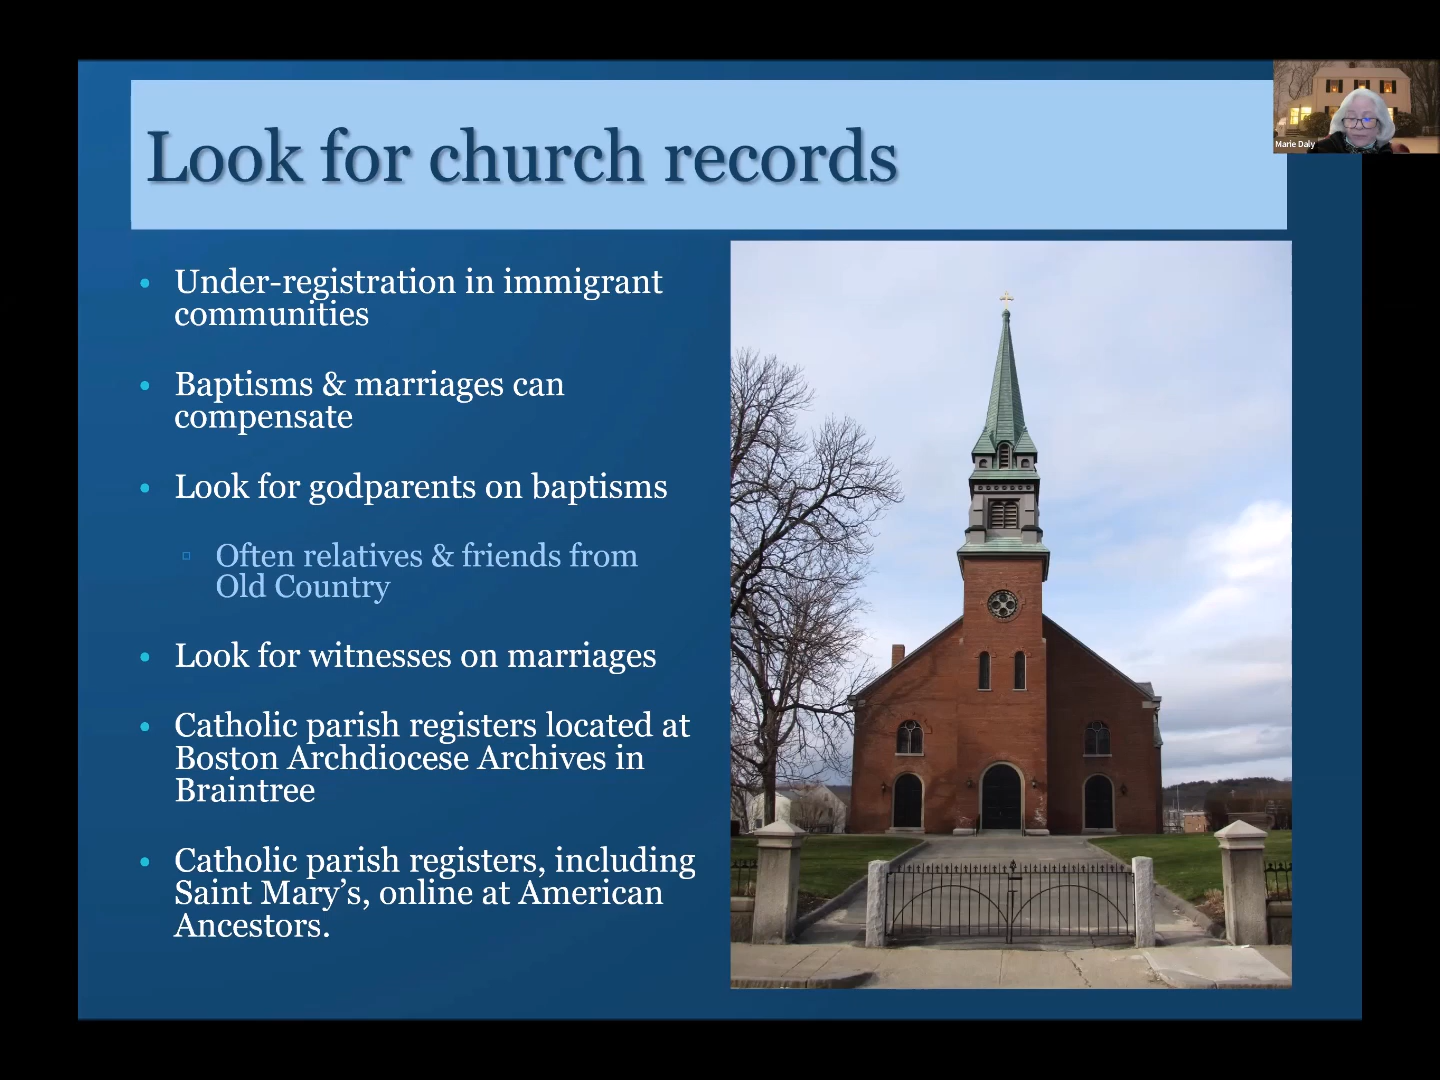 Look for church records
Marie Daly
• Under-registration in immigrant
communities
• Baptisms & marriages can
compensate
• Look for godparents on baptisms
▫ Often relatives & friends from
Old Country
• Look for witnesses on marriages
• Catholic parish registers located at
Boston Archdiocese Archives in
Braintree
• Catholic parish registers, including
Saint Mary’s, online at American
Ancestors.